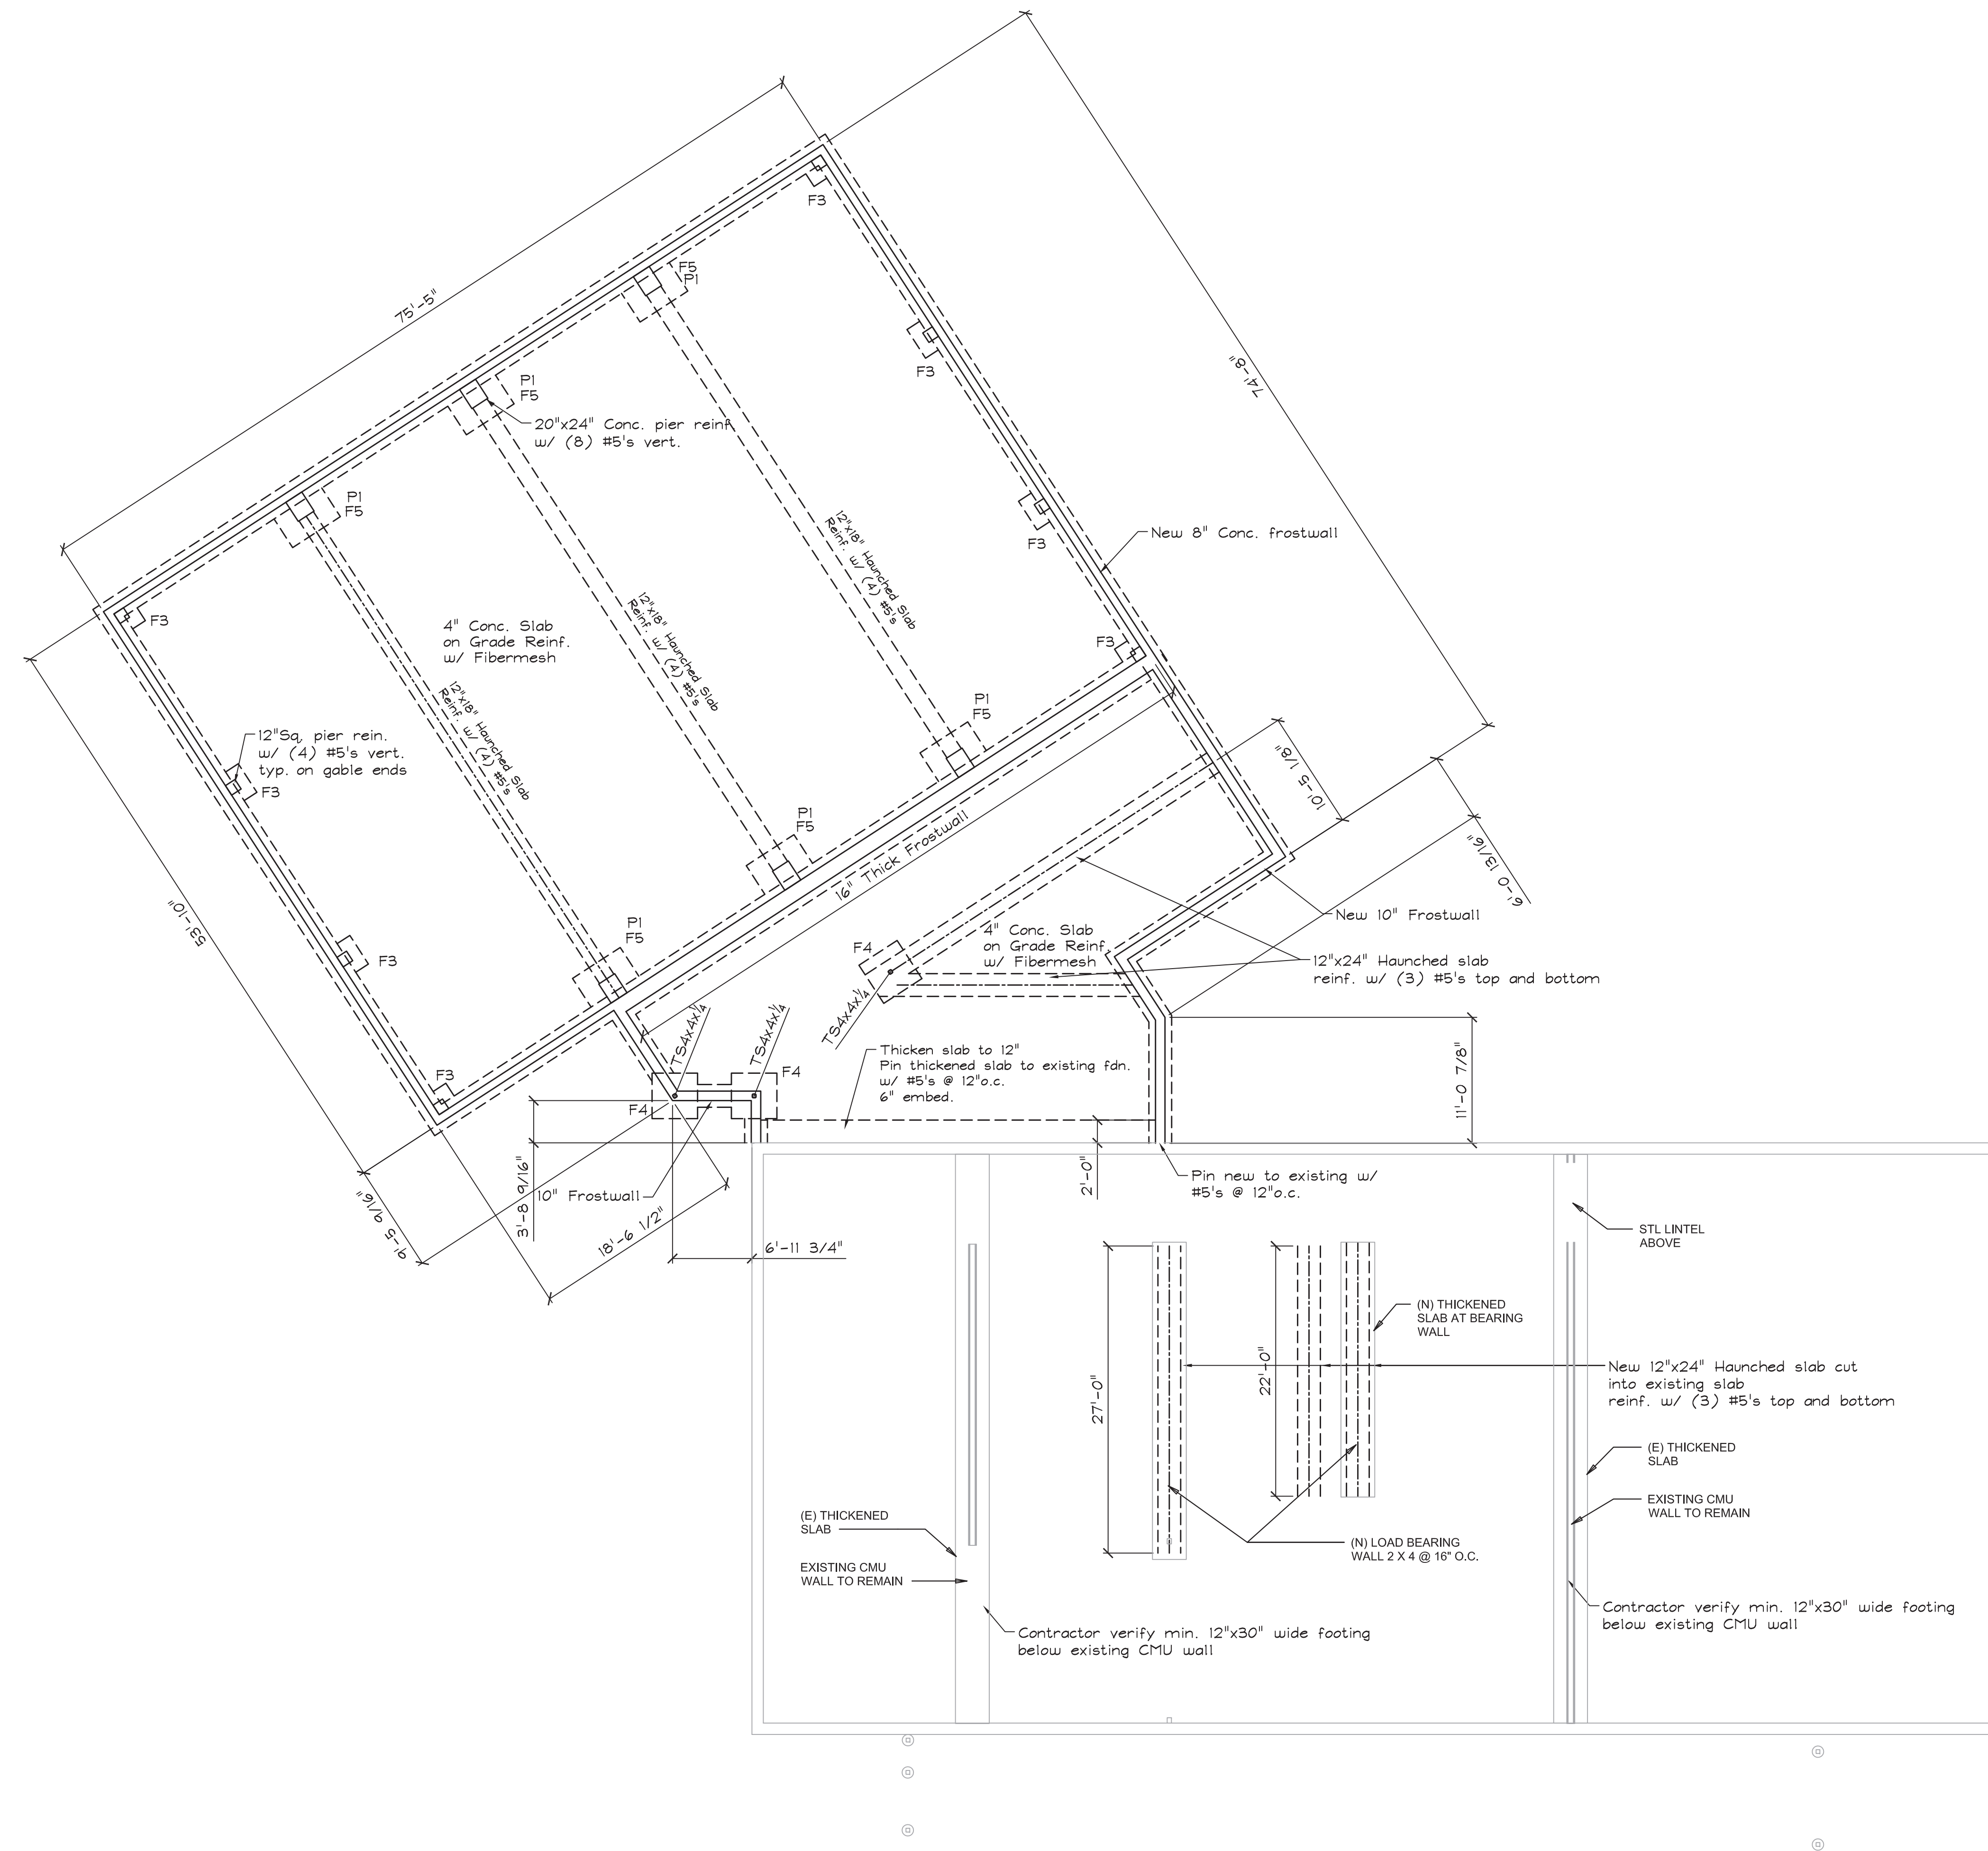 75'-5"
74'-8"
F3
F5
P1
F3
P1
F5
20"x24" Conc. pier reinf
w/ (8) #5's vert.
P1
F5
F3
New 8" Conc. frostwall
12"x18" Haunched Slab
Reinf. w/ (4) #5's
12"x18" Haunched Slab
Reinf. w/ (4) #5's
12"x18" Haunched Slab
Reinf. w/ (4) #5's
F3
4" Conc. Slab
on Grade Reinf.
w/ Fibermesh
F3
P1
F5
12"Sq. pier rein.
w/ (4) #5's vert.
typ. on gable ends
F3
10'-5 1/8"
P1
F5
16" Thick Frostwall
6'-0 13/16"
53'-10"
New 10" Frostwall
P1
F5
F3
F4
4" Conc. Slab
on Grade Reinf.
w/ Fibermesh
12"x24" Haunched slab
reinf. w/ (3) #5's top and bottom
TS4x4x¼
TS4x4x¼
TS4x4x¼
F3
F4
F4
Thicken slab to 12"
Pin thickened slab to existing fdn.
w/ #5's @ 12"o.c.
6" embed.
11'-0 7/8"
3'-8 9/16"
9'-5 9/16"
10" Frostwall
18'-6 1/2"
6'-11 3/4"
2'-0"
Pin new to existing w/
#5's @ 12"o.c.
STL LINTEL
ABOVE
(N) THICKENED
SLAB AT BEARING
WALL
27'-0"
22'-0"
New 12"x24" Haunched slab cut
into existing slab
reinf. w/ (3) #5's top and bottom
(E) THICKENED
SLAB
EXISTING CMU
WALL TO REMAIN
(E) THICKENED
SLAB
EXISTING CMU
WALL TO REMAIN
(N) LOAD BEARING
WALL 2 X 4 @ 16" O.C.
Contractor verify min. 12"x30" wide footing
below existing CMU wall
Contractor verify min. 12"x30" wide footing
below existing CMU wall